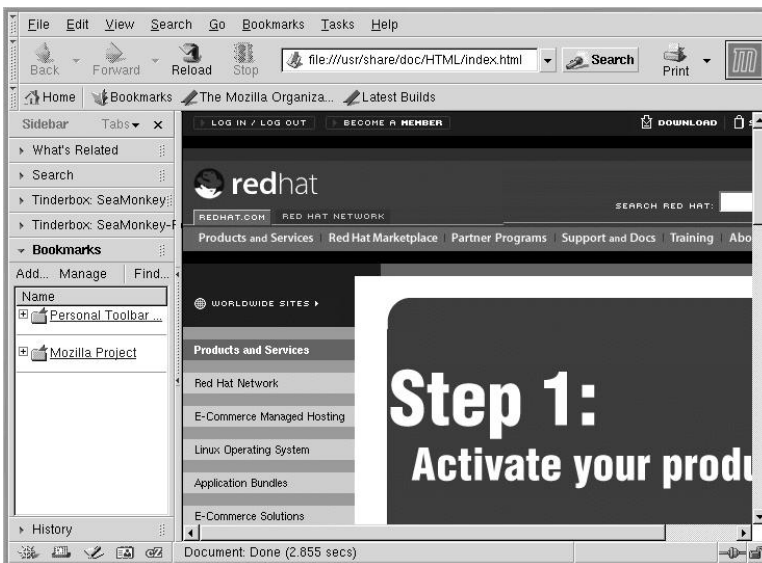 File Edit View Search Go Bookmarks Tasks Help
Back Forward Reload Stop file:///usr/share/doc/HTML/index.html Search Print
Home Bookmarks The Mozilla Organiza... Latest Builds
Sidebar Tabs
What's Related
Search
Tinderbox: SeaMonkey
Tinderbox: SeaMonkey-
Bookmarks
Add... Manage Find...
Name
Personal Toolbar ...
Mozilla Project
History
LOG IN / LOG OUT BECOME A MEMBER DOWNLOAD
redhat
SEARCH RED HAT:
REDHAT.COM RED HAT NETWORK
Products and Services Red Hat Marketplace Partner Programs Support and Docs Training Abo
WORLDWIDE SITES
Products and Services
Red Hat Network
E-Commerce Managed Hosting
Linux Operating System
Application Bundles
E-Commerce Solutions
Step 1:
Activate your produ
Document: Done (2.855 secs)